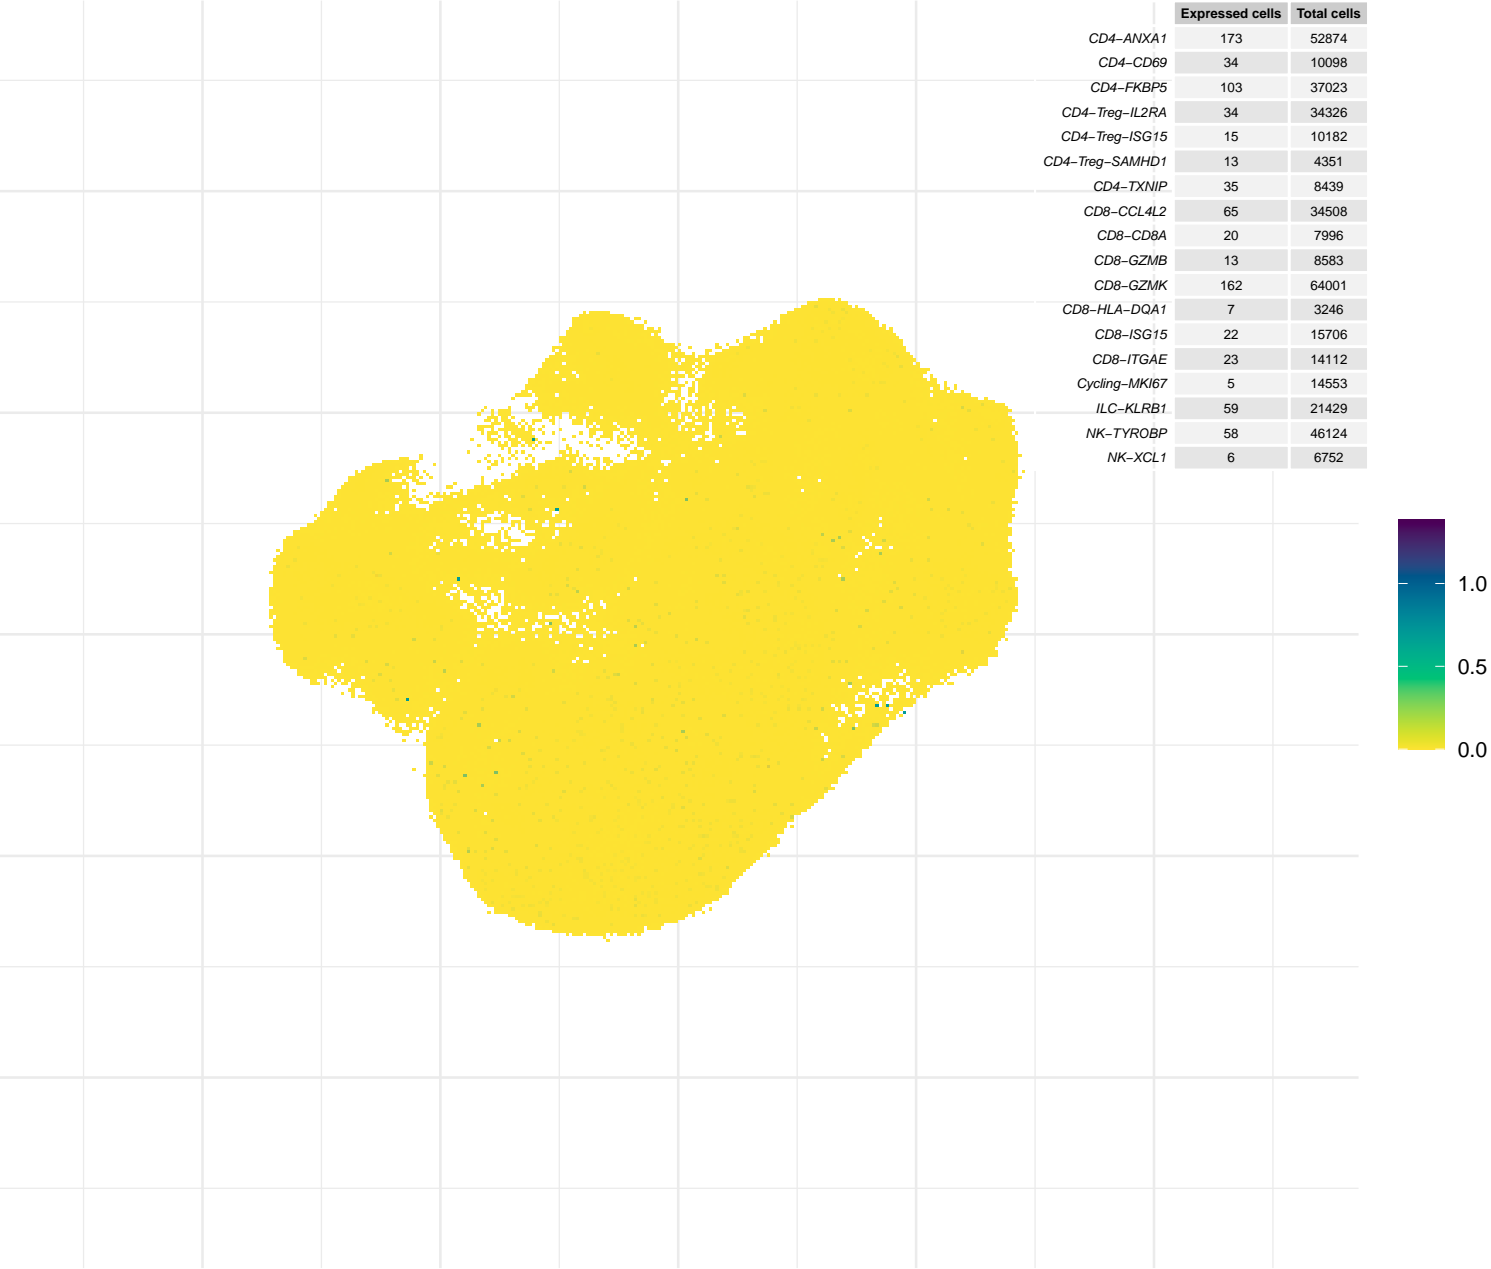 Expressed cells Total cells
CD4−ANXA1 173 52874
CD4−CD69 34 10098
CD4−FKBP5 103 37023
CD4−Treg−IL2RA 34 34326
CD4−Treg−ISG15 15 10182
CD4−Treg−SAMHD1 13 4351
CD4−TXNIP 35 8439
CD8−CCL4L2 65 34508
CD8−CD8A 20 7996
CD8−GZMB 13 8583
CD8−GZMK 162 64001
CD8−HLA−DQA1 7 3246
CD8−ISG15 22 15706
CD8−ITGAE 23 14112
Cycling−MKI67 5 14553
ILC−KLRB1 59 21429
NK−TYROBP 58 46124
NK−XCL1 6 6752
1.0
0.5
0.0